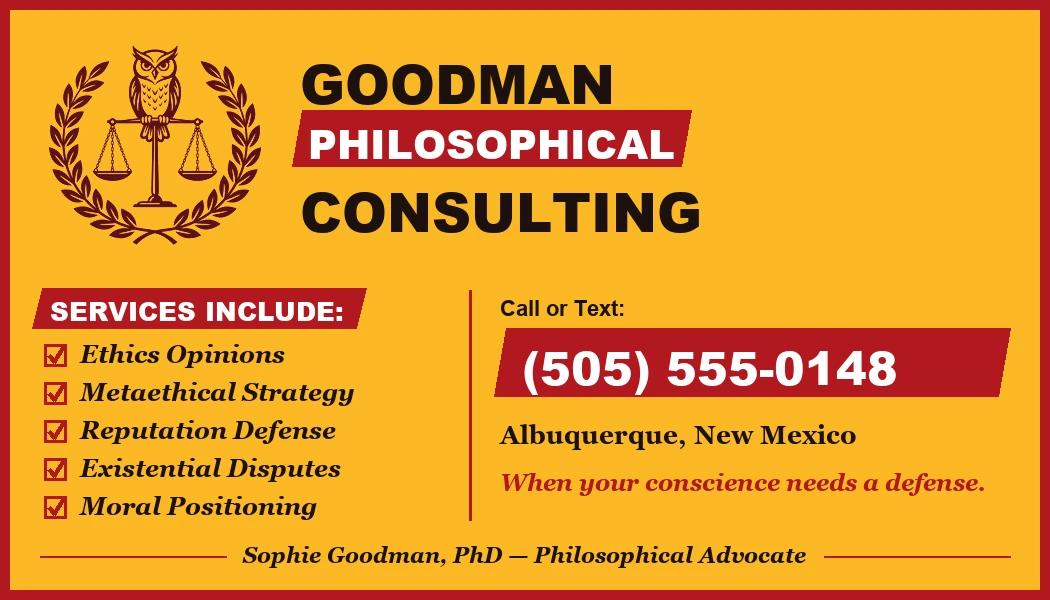 GOODMAN
PHILOSOPHICAL
CONSULTING
SERVICES INCLUDE:
Ethics Opinions
Metaethical Strategy
Reputation Defense
Existential Disputes
Moral Positioning
Call or Text:
(505) 555-0148
Albuquerque, New Mexico
When your conscience needs a defense.
Sophie Goodman, PhD — Philosophical Advocate